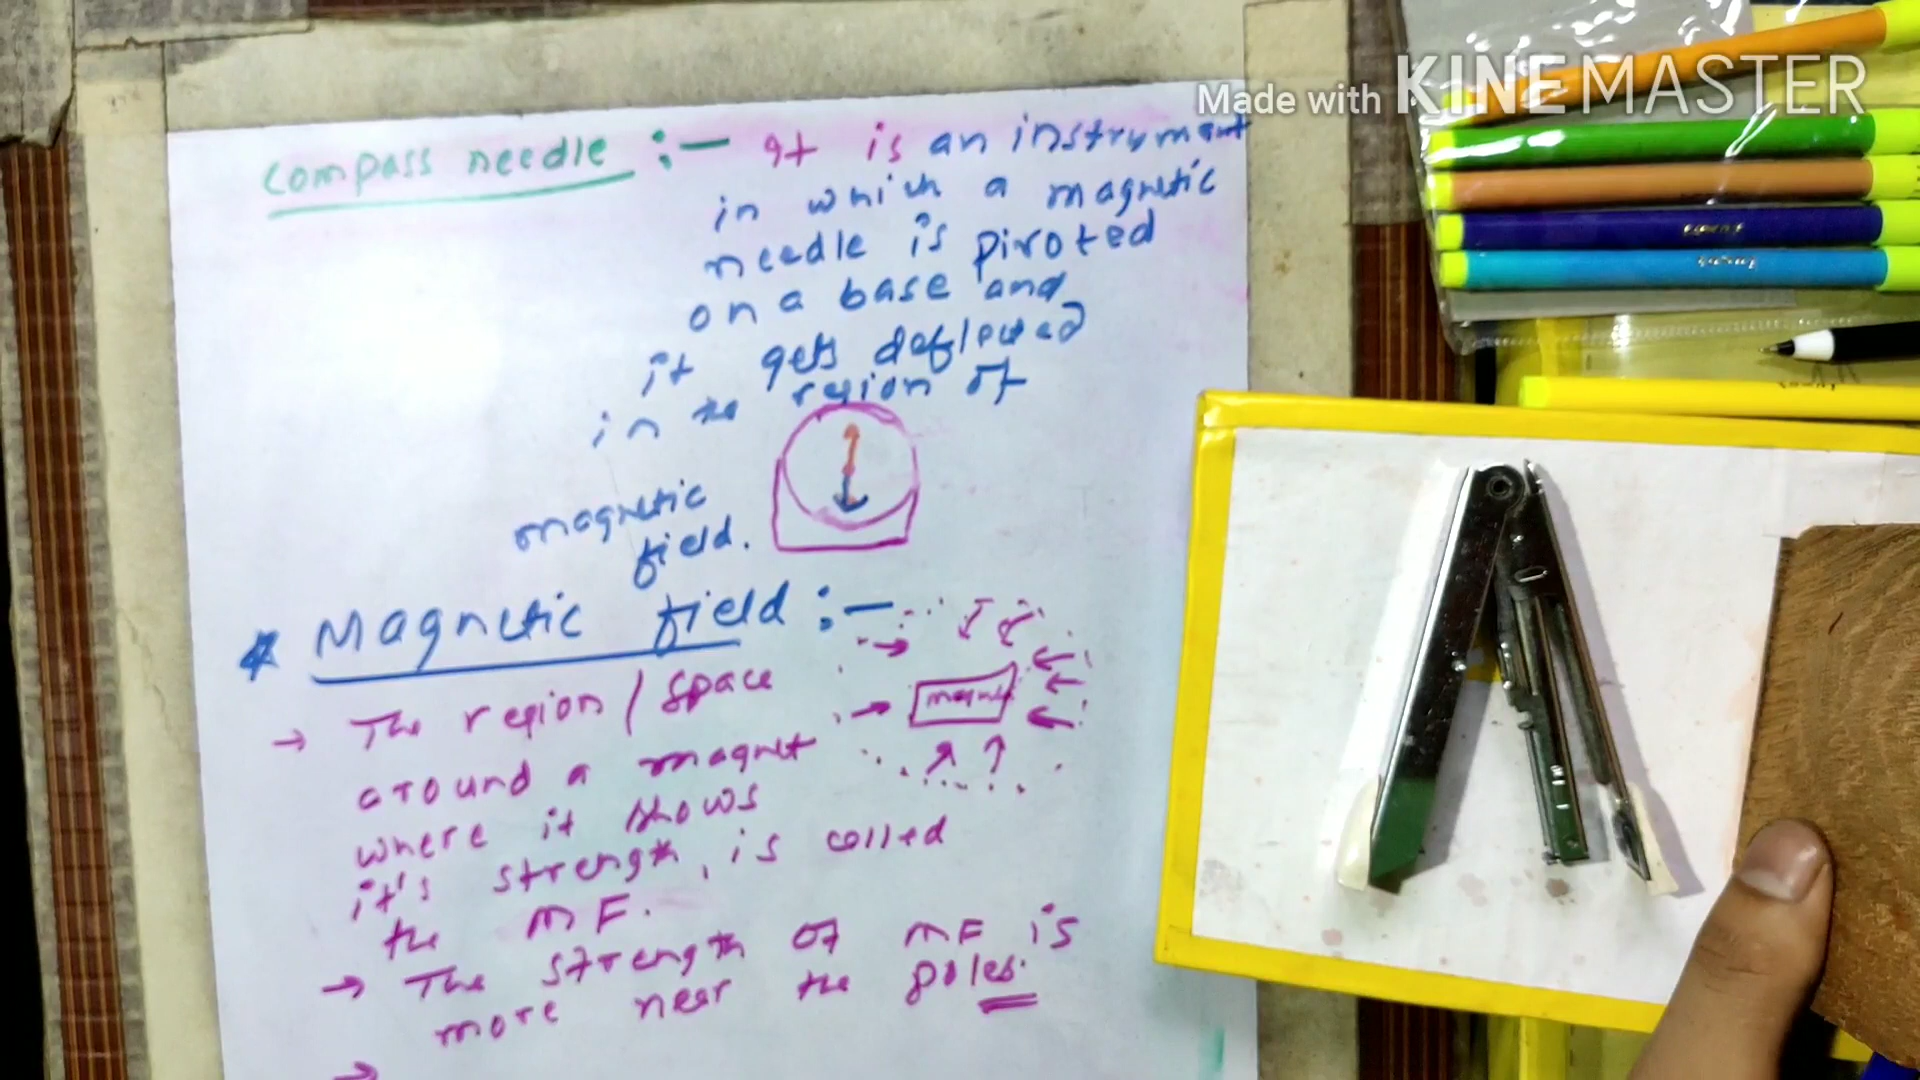 Made with KINEMASTER
Compass needle :- It is an instrument
in which a magnetic
needle is pivoted
on a base and
it gets deflected
in the region of
magnetic
field.
* Magnetic field :-
→ The region / space
around a magnet
where it shows
it's strength, is called
the MF.
magnet
→ The strength of MF is
more near the poles.
→